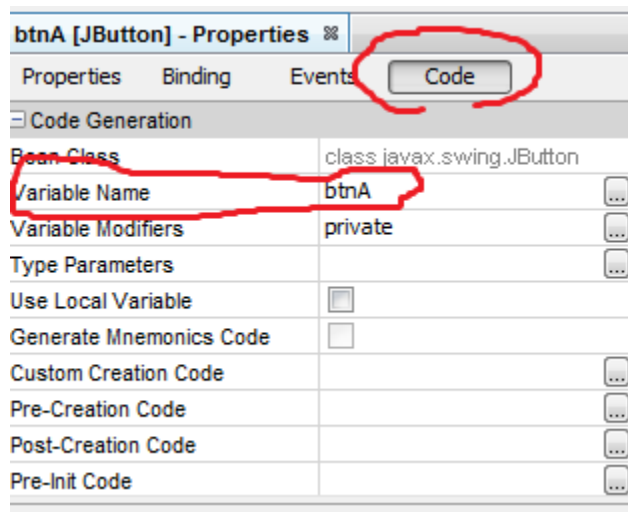 btnA [JButton] - Properties
Properties Binding Events Code
Code Generation
Bean Class class javax.swing.JButton
Variable Name btnA ...
Variable Modifiers private ...
Type Parameters ...
Use Local Variable
Generate Mnemonics Code
Custom Creation Code ...
Pre-Creation Code ...
Post-Creation Code ...
Pre-Init Code ...